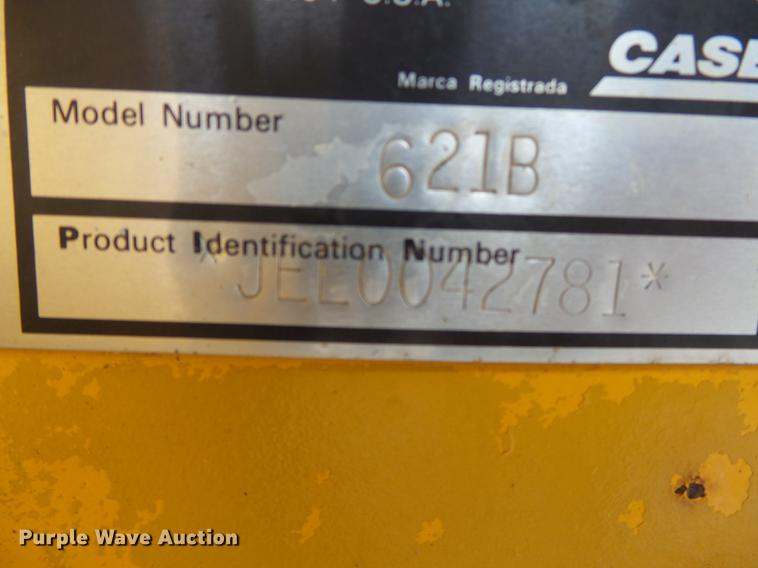 U.S.A.
CASE
Marca Registrada
Model Number
621B
Product Identification Number
*JEE0042781*
Purple Wave Auction